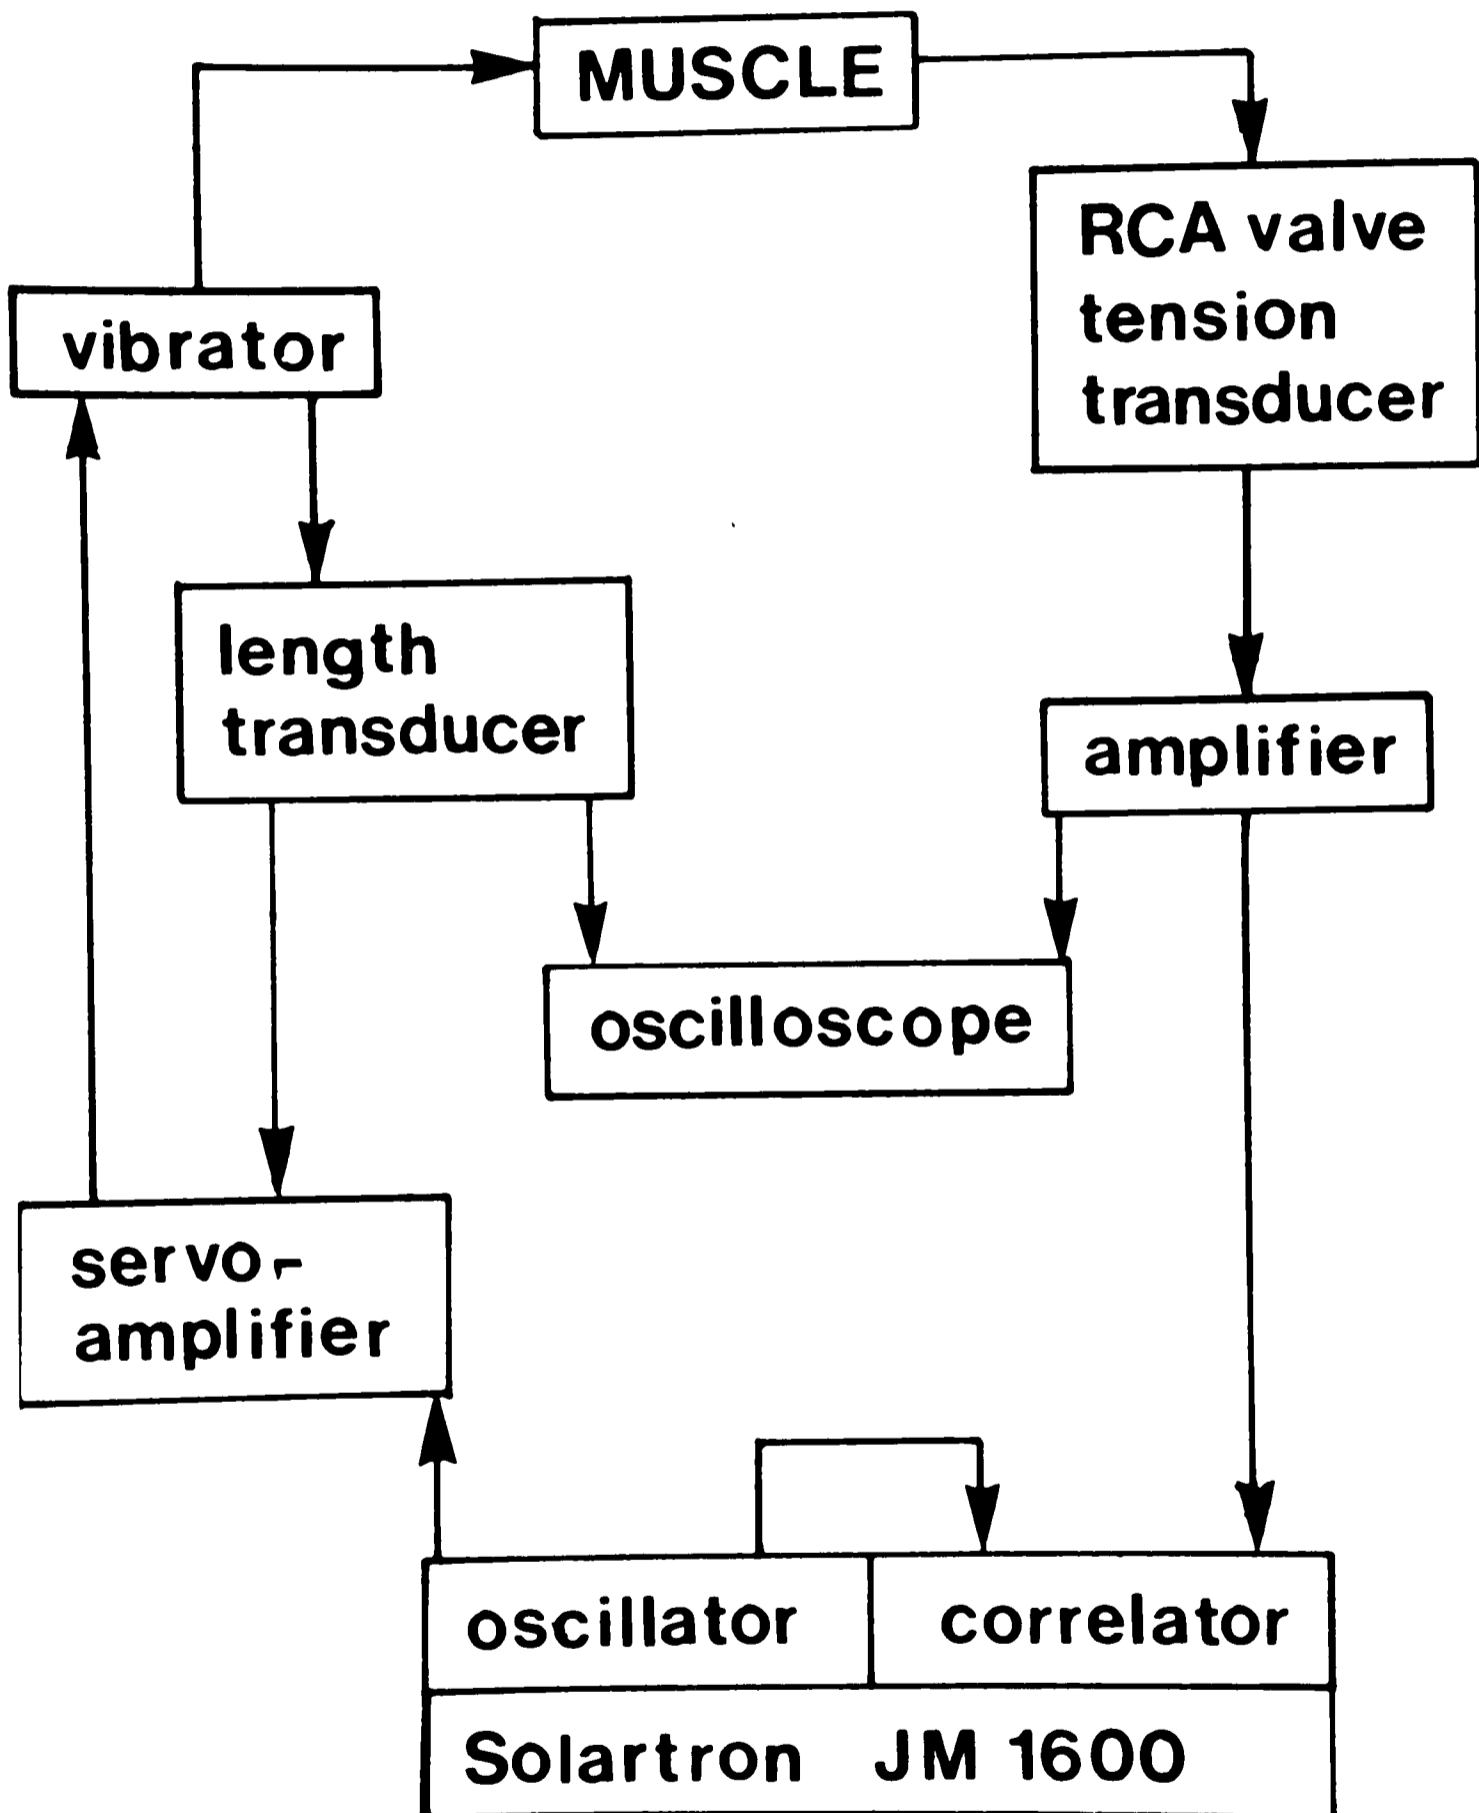 MUSCLE
RCA valve
tension
transducer
vibrator
length
transducer
amplifier
oscilloscope
servo-
amplifier
oscillator
correlator
Solartron JM 1600